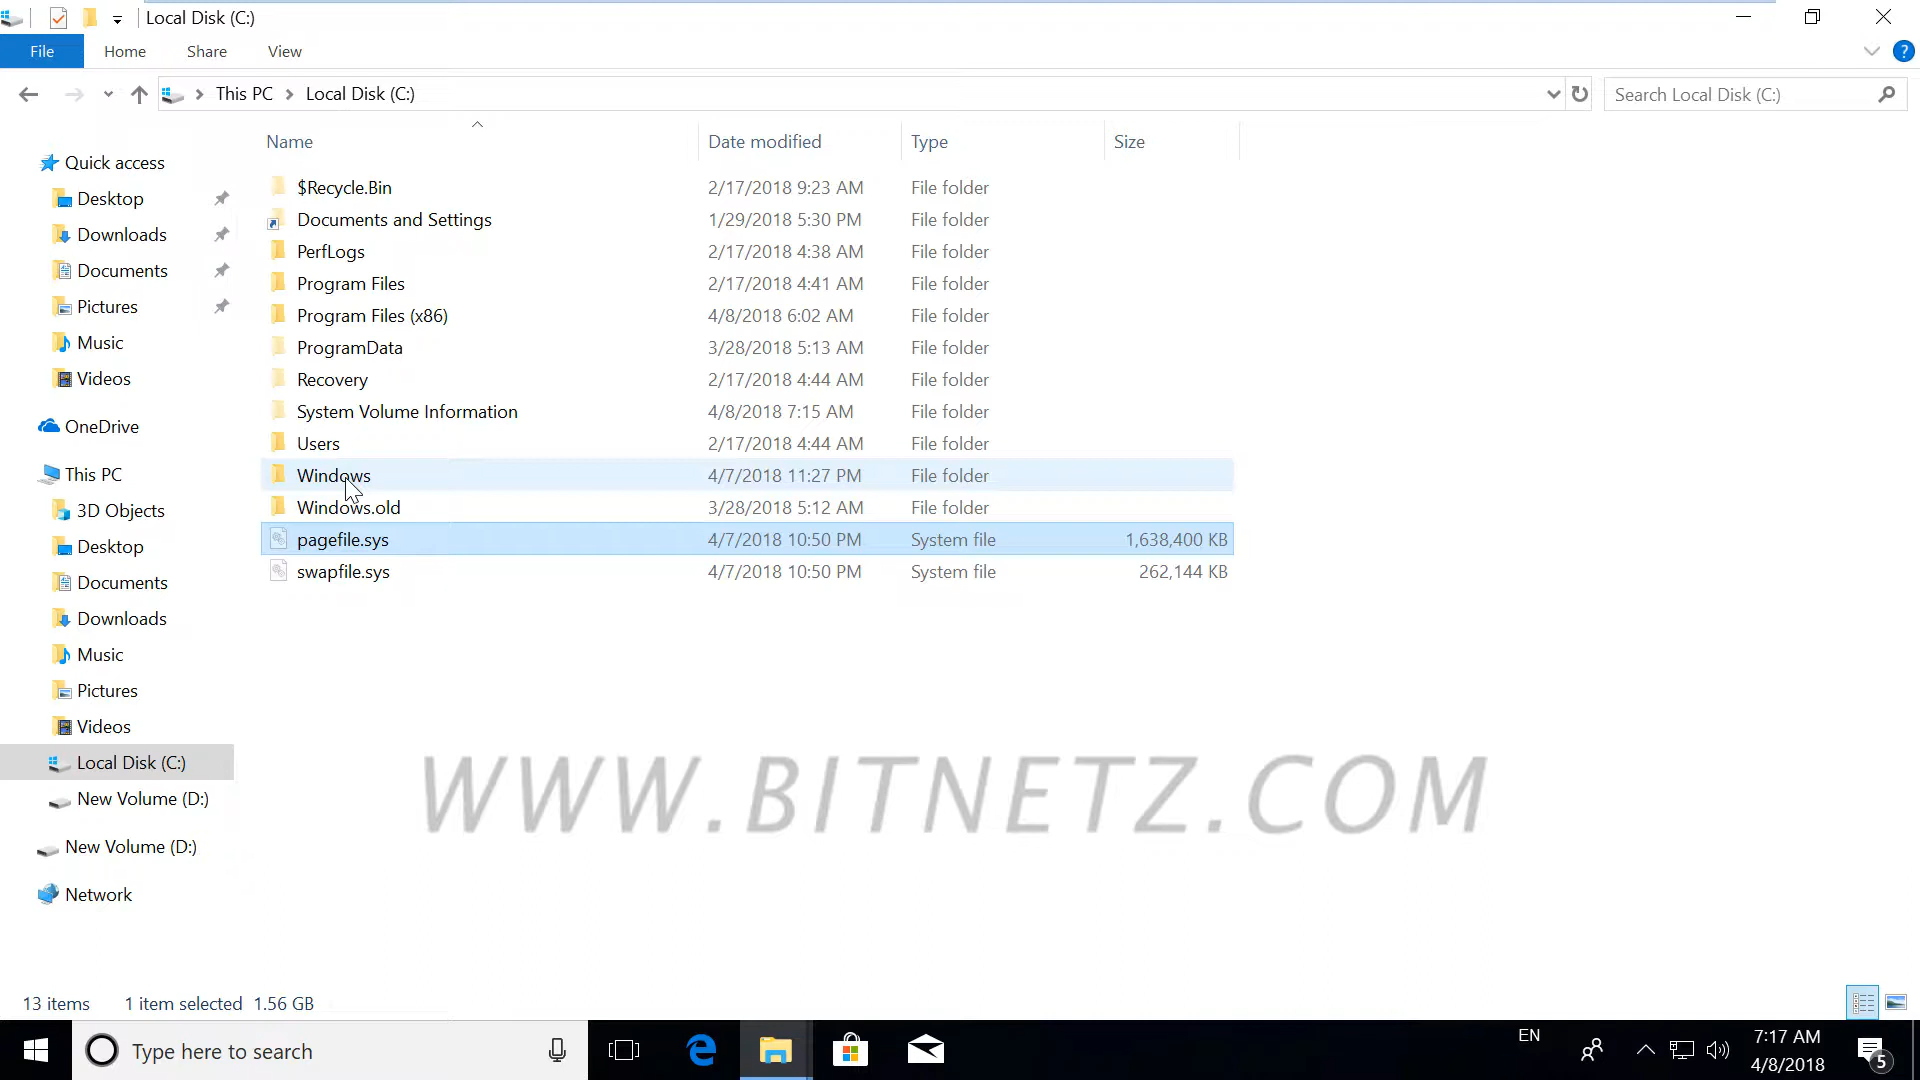 Local Disk (C:)
File Home Share View ?
This PC Local Disk (C:) Search Local Disk (C:)
Name Date modified Type Size
Quick access
Desktop
Downloads
Documents
Pictures
Music
Videos
OneDrive
This PC
3D Objects
Desktop
Documents
Downloads
Music
Pictures
Videos
Local Disk (C:)
New Volume (D:)
New Volume (D:)
Network
$Recycle.Bin 2/17/2018 9:23 AM File folder
Documents and Settings 1/29/2018 5:30 PM File folder
PerfLogs 2/17/2018 4:38 AM File folder
Program Files 2/17/2018 4:41 AM File folder
Program Files (x86) 4/8/2018 6:02 AM File folder
ProgramData 3/28/2018 5:13 AM File folder
Recovery 2/17/2018 4:44 AM File folder
System Volume Information 4/8/2018 7:15 AM File folder
Users 2/17/2018 4:44 AM File folder
Windows 4/7/2018 11:27 PM File folder
Windows.old 3/28/2018 5:12 AM File folder
pagefile.sys 4/7/2018 10:50 PM System file 1,638,400 KB
swapfile.sys 4/7/2018 10:50 PM System file 262,144 KB
WWW.BITNETZ.COM
13 items 1 item selected 1.56 GB
Type here to search
EN
7:17 AM
4/8/2018
5